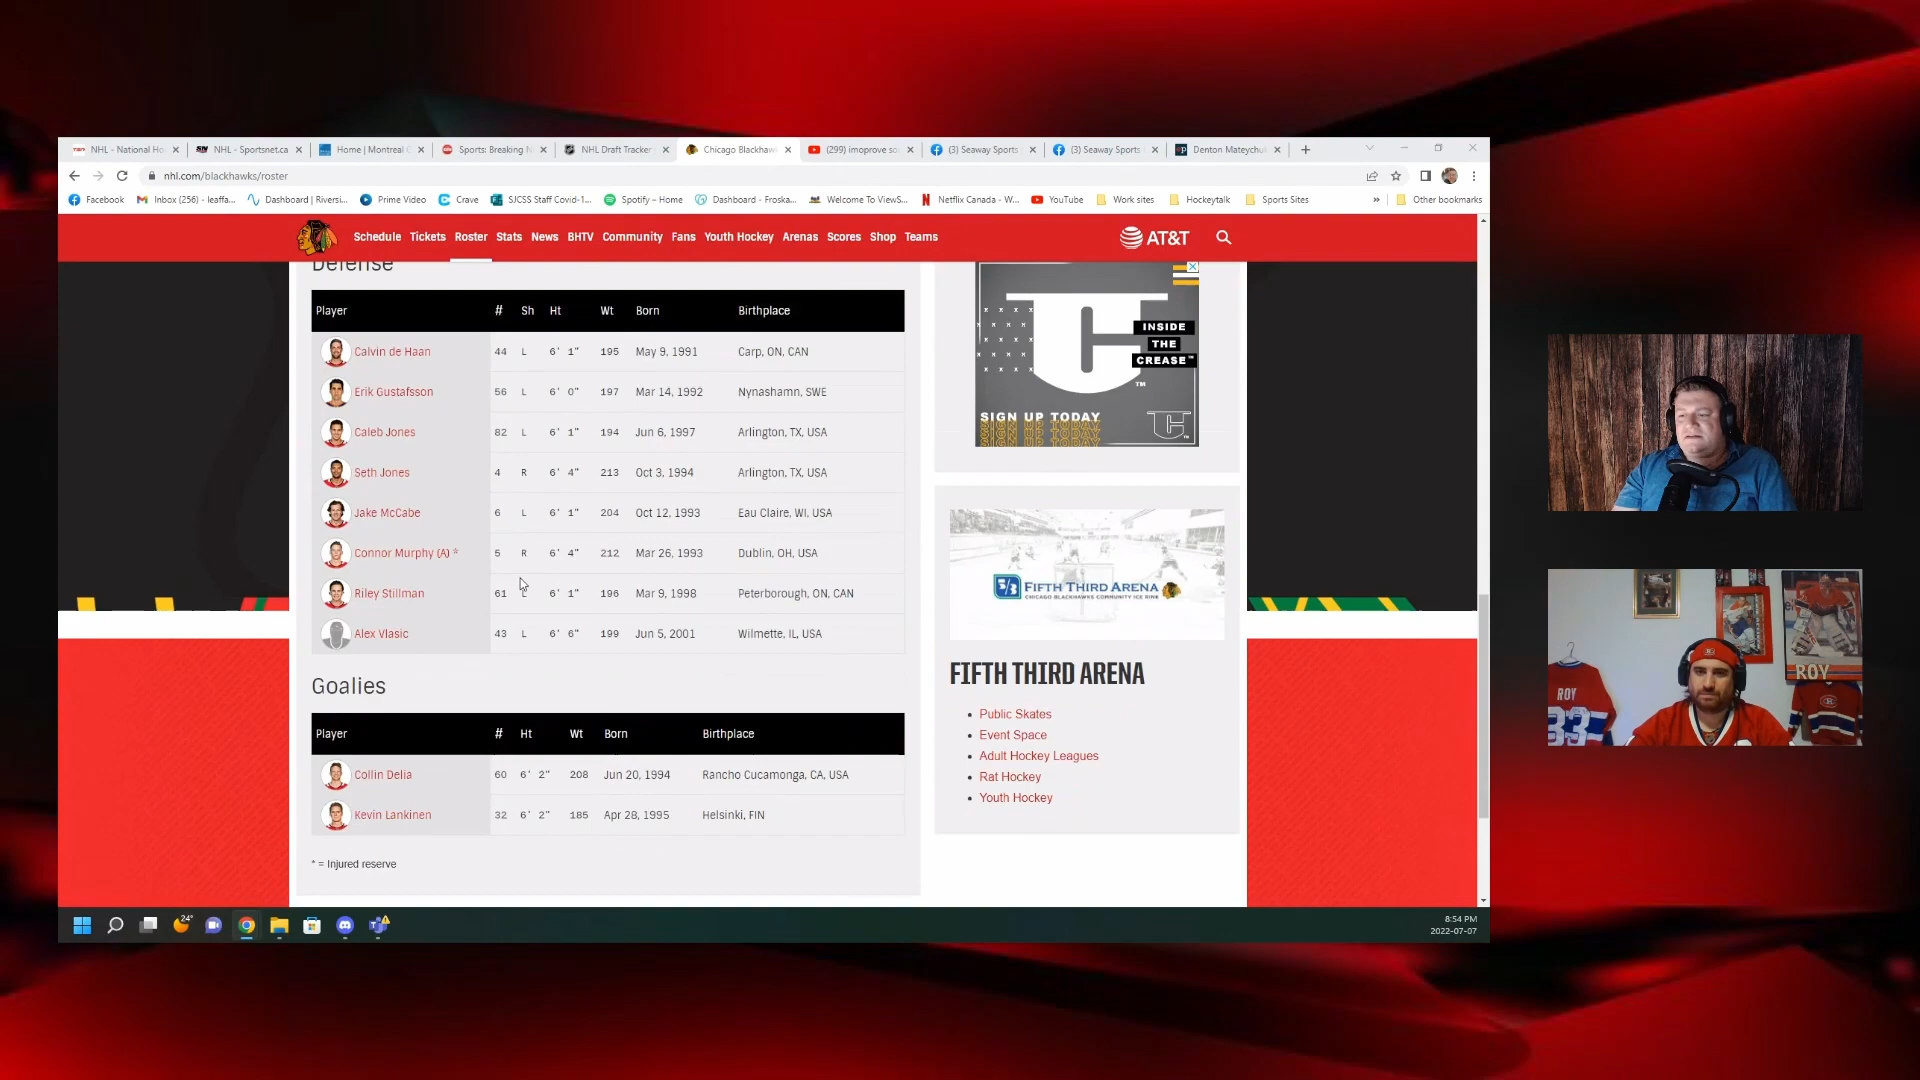 NHL - National Ho
NHL - Sportsnet.ca
Home | Montreal C
Sports: Breaking N
NHL Draft Tracker
Chicago Blackhaw
(299) imoprove so
(3) Seaway Sports
(3) Seaway Sports
Denton Mateychuk
nhl.com/blackhawks/roster
Facebook
Inbox (256) - leaffa...
Dashboard | Riversi...
Prime Video
Crave
SJCSS Staff Covid-1...
Spotify – Home
Dashboard - Froska...
Welcome To ViewS...
Netflix Canada - W...
YouTube
Work sites
Hockeytalk
Sports Sites
»
Other bookmarks
Schedule Tickets Roster Stats News BHTV Community Fans Youth Hockey Arenas Scores Shop Teams
AT&T
Defense
Player # Sh Ht Wt Born Birthplace
Calvin de Haan 44 L 6' 1" 195 May 9, 1991 Carp, ON, CAN
Erik Gustafsson 56 L 6' 0" 197 Mar 14, 1992 Nynashamn, SWE
Caleb Jones 82 L 6' 1" 194 Jun 6, 1997 Arlington, TX, USA
Seth Jones 4 R 6' 4" 213 Oct 3, 1994 Arlington, TX, USA
Jake McCabe 6 L 6' 1" 204 Oct 12, 1993 Eau Claire, WI, USA
Connor Murphy (A) * 5 R 6' 4" 212 Mar 26, 1993 Dublin, OH, USA
Riley Stillman 61 L 6' 1" 196 Mar 9, 1998 Peterborough, ON, CAN
Alex Vlasic 43 L 6' 6" 199 Jun 5, 2001 Wilmette, IL, USA
Goalies
Player # Ht Wt Born Birthplace
Collin Delia 60 6' 2" 208 Jun 20, 1994 Rancho Cucamonga, CA, USA
Kevin Lankinen 32 6' 2" 185 Apr 28, 1995 Helsinki, FIN
* = Injured reserve
INSIDE
THE
CREASE™
TM
SIGN UP TODAY
SIGN UP TODAY
5/3 FIFTH THIRD ARENA
CHICAGO BLACKHAWKS COMMUNITY ICE RINK
FIFTH THIRD ARENA
Public Skates
Event Space
Adult Hockey Leagues
Rat Hockey
Youth Hockey
24°
8:54 PM
2022-07-07
ROY
33
ROY